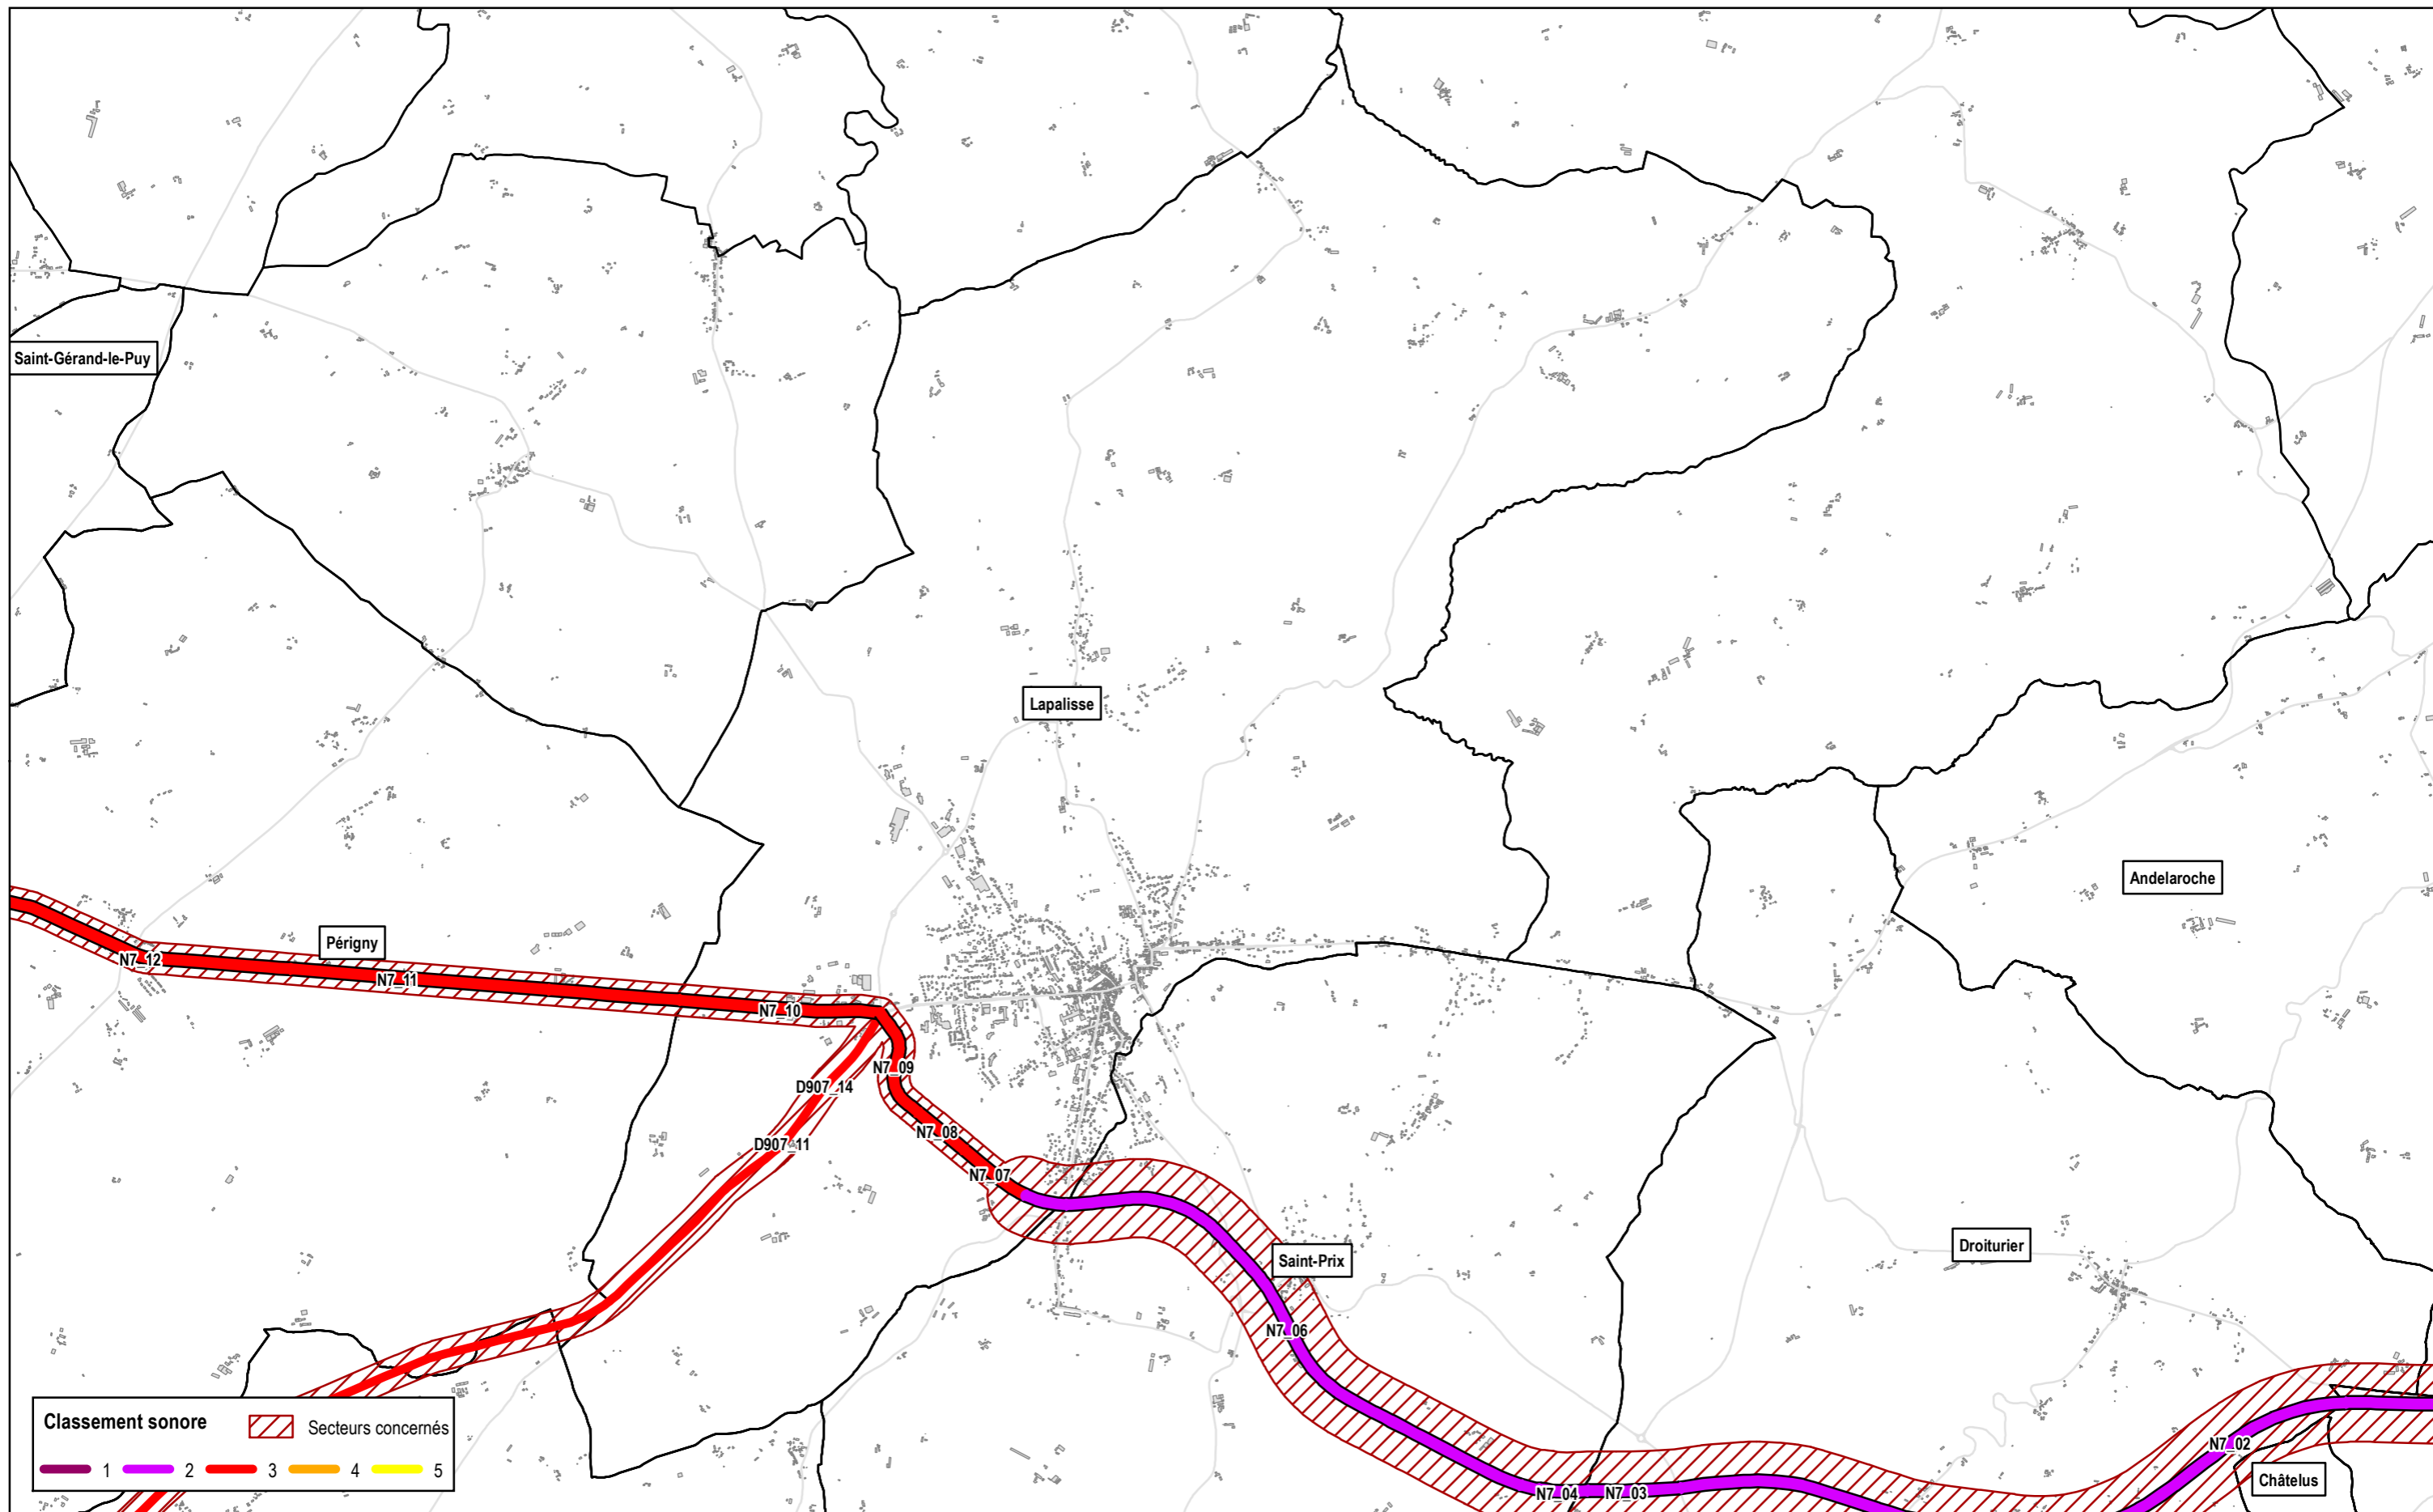 Saint-Gérand-le-Puy
Lapalisse
Andelaroche
Périgny
N7_12
N7_11
N7_10
N7_09
D907_14
N7_08
D907_11
N7_07
Droiturier
Saint-Prix
N7_06
N7_02
Châtelus
N7_04
N7_03
Classement sonore
Secteurs concernés
1 2 3 4 5